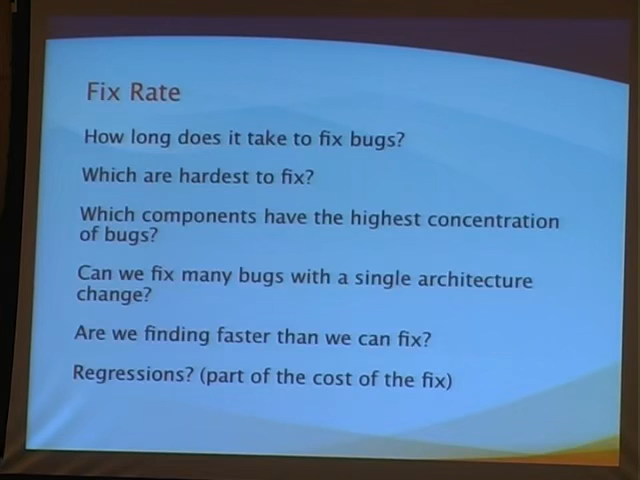 Fix Rate
How long does it take to fix bugs?
Which are hardest to fix?
Which components have the highest concentration
of bugs?
Can we fix many bugs with a single architecture
change?
Are we finding faster than we can fix?
Regressions? (part of the cost of the fix)